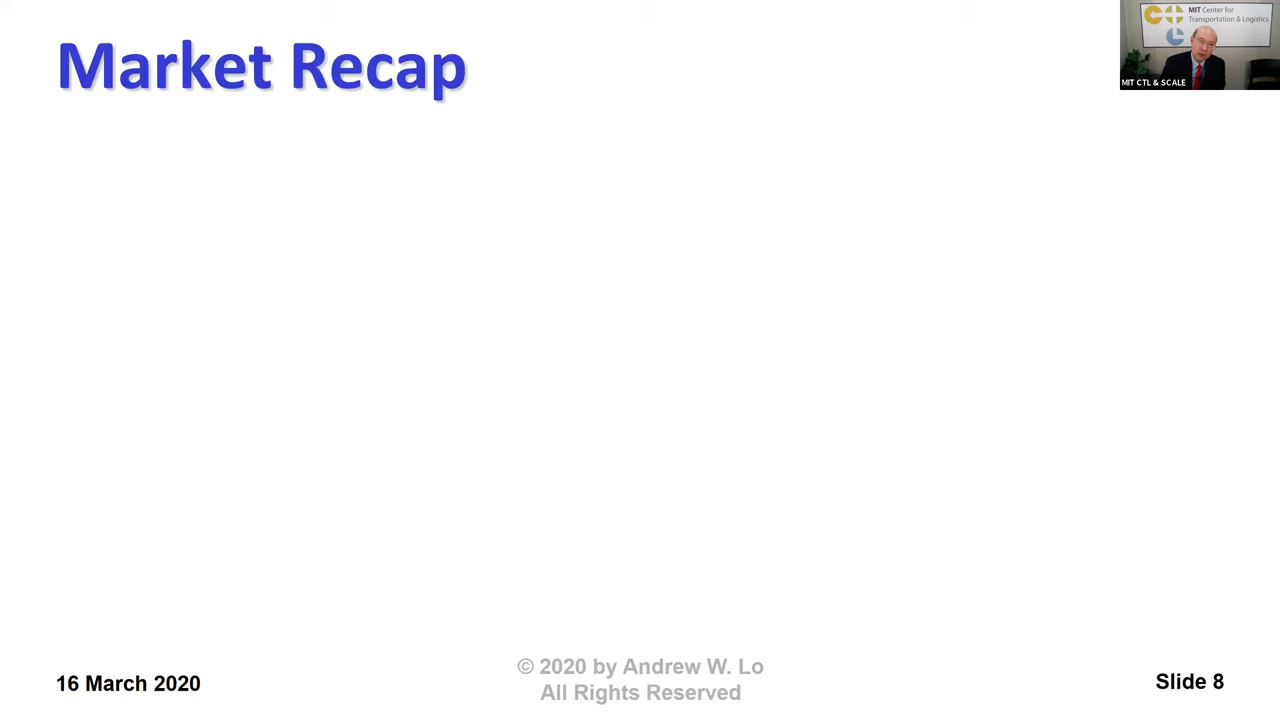 Market Recap
MIT Center for
Transportation & Logistics
MIT CTL & SCALE
© 2020 by Andrew W. Lo
All Rights Reserved
16 March 2020
Slide 8